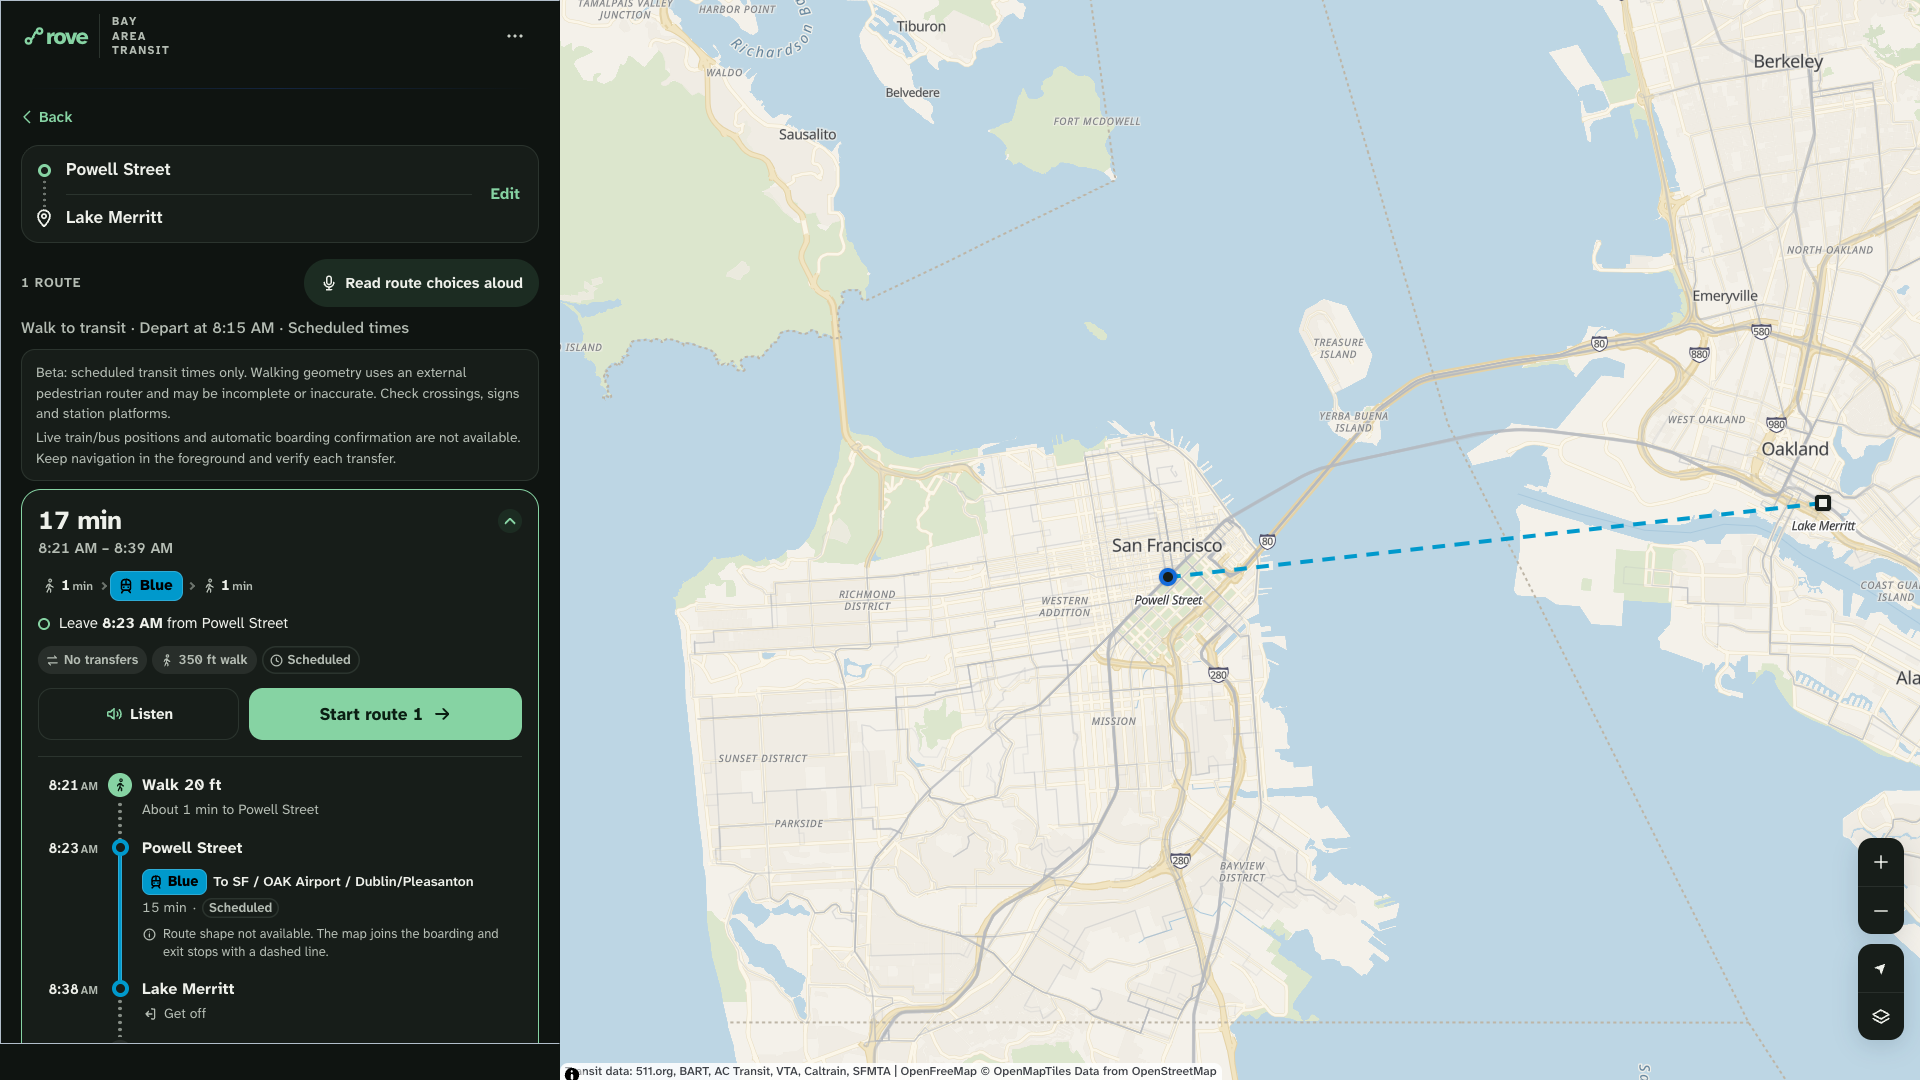 rove
BAY
AREA
TRANSIT
Back
Powell Street
Edit
Lake Merritt
1 ROUTE
Read route choices aloud
Walk to transit · Depart at 8:15 AM · Scheduled times
Beta: scheduled transit times only. Walking geometry uses an external
pedestrian router and may be incomplete or inaccurate. Check crossings, signs
and station platforms.
Live train/bus positions and automatic boarding confirmation are not available.
Keep navigation in the foreground and verify each transfer.
17 min
8:21 AM – 8:39 AM
1 min
Blue
1 min
Leave 8:23 AM from Powell Street
No transfers
350 ft walk
Scheduled
Listen
Start route 1
8:21 AM
Walk 20 ft
About 1 min to Powell Street
8:23 AM
Powell Street
Blue
To SF / OAK Airport / Dublin/Pleasanton
15 min ·
Scheduled
Route shape not available. The map joins the boarding and
exit stops with a dashed line.
8:38 AM
Lake Merritt
Get off
TAMALPAIS VALLEY
JUNCTION
HARBOR POINT
Tiburon
Richardson
WALDO
Belvedere
Berkeley
FORT MCDOWELL
Sausalito
NORTH OAKLAND
Emeryville
ISLAND
TREASURE
ISLAND
80
580
880
YERBA BUENA
ISLAND
WEST OAKLAND
980
Oakland
Lake Merritt
80
San Francisco
Powell Street
RICHMOND
DISTRICT
WESTERN
ADDITION
COAST GUA
ISLAND
280
Ala
MISSION
SUNSET DISTRICT
PARKSIDE
280
BAYVIEW
DISTRICT
nsit data: 511.org, BART, AC Transit, VTA, Caltrain, SFMTA | OpenFreeMap © OpenMapTiles Data from OpenStreetMap